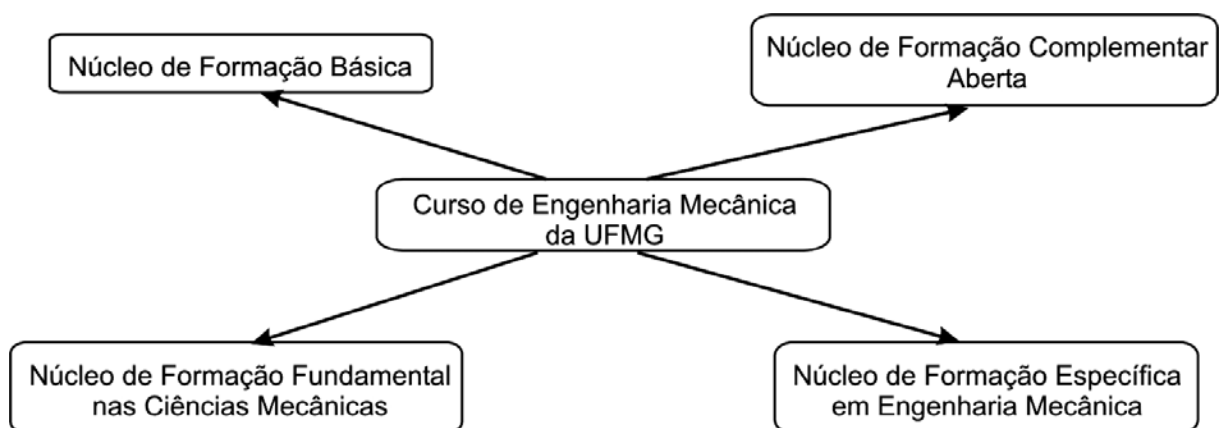 Núcleo de Formação Básica
Núcleo de Formação Complementar
Aberta
Curso de Engenharia Mecânica
da UFMG
Núcleo de Formação Fundamental
nas Ciências Mecânicas
Núcleo de Formação Específica
em Engenharia Mecânica